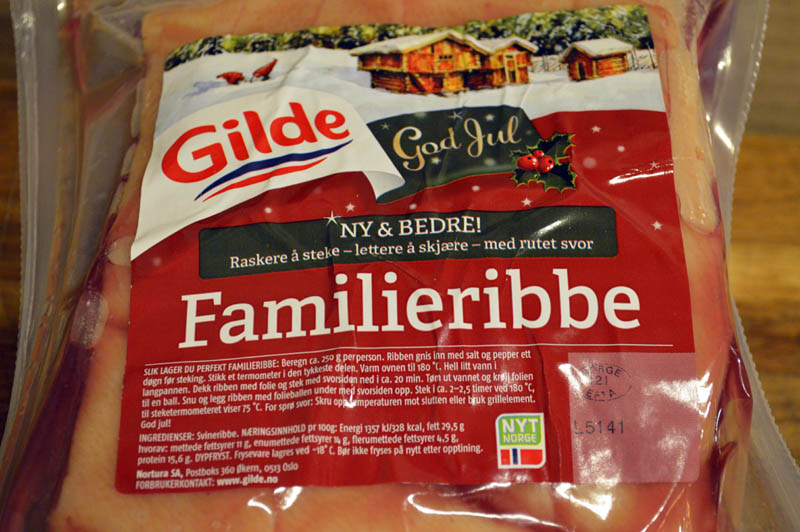 Gilde
God Jul
NY & BEDRE!
Raskere å steke – lettere å skjære – med rutet svor
Familieribbe
SLIK LAGER DU PERFEKT FAMILIERIBBE: Beregn ca. 250 g per person. Ribben gnis inn med salt og pepper ett
døgn før steking. Stikk et termometer i den tykkeste delen. Varm ovnen til 180 °C. Hell litt vann i
langpannen. Dekk ribben med folie og stek med svorsiden ned i ca. 20 min. Tørn ut vannet og krøll folien
til en ball. Snu og legg ribben med folieballen under med svorsiden opp. Stek i ca. 2–2,5 timer ved 180 °C,
til steketermometeret viser 75 °C. For sprø svor: Skru opp temperaturen mot slutten eller bruk grillelement.
God jul!
INGREDIENSER: Svineribbe. NÆRINGSINNHOLD pr 100g: Energi 1357 kJ/328 kcal, fett 29,5 g
hvorav: mettede fettsyrer 11 g, enumettede fettsyrer 14 g, flerumettede fettsyrer 4,5 g,
protein 15,6 g. DYPFRYST. Frysevare lagres ved –18° C. Bør ikke fryses på nytt etter opptining.
Nortura SA, Postboks 360 Økern, 0513 Oslo
FORBRUKERKONTAKT: www.gilde.no
NYT
NORGE
NORGE
21
EFTA
L5141